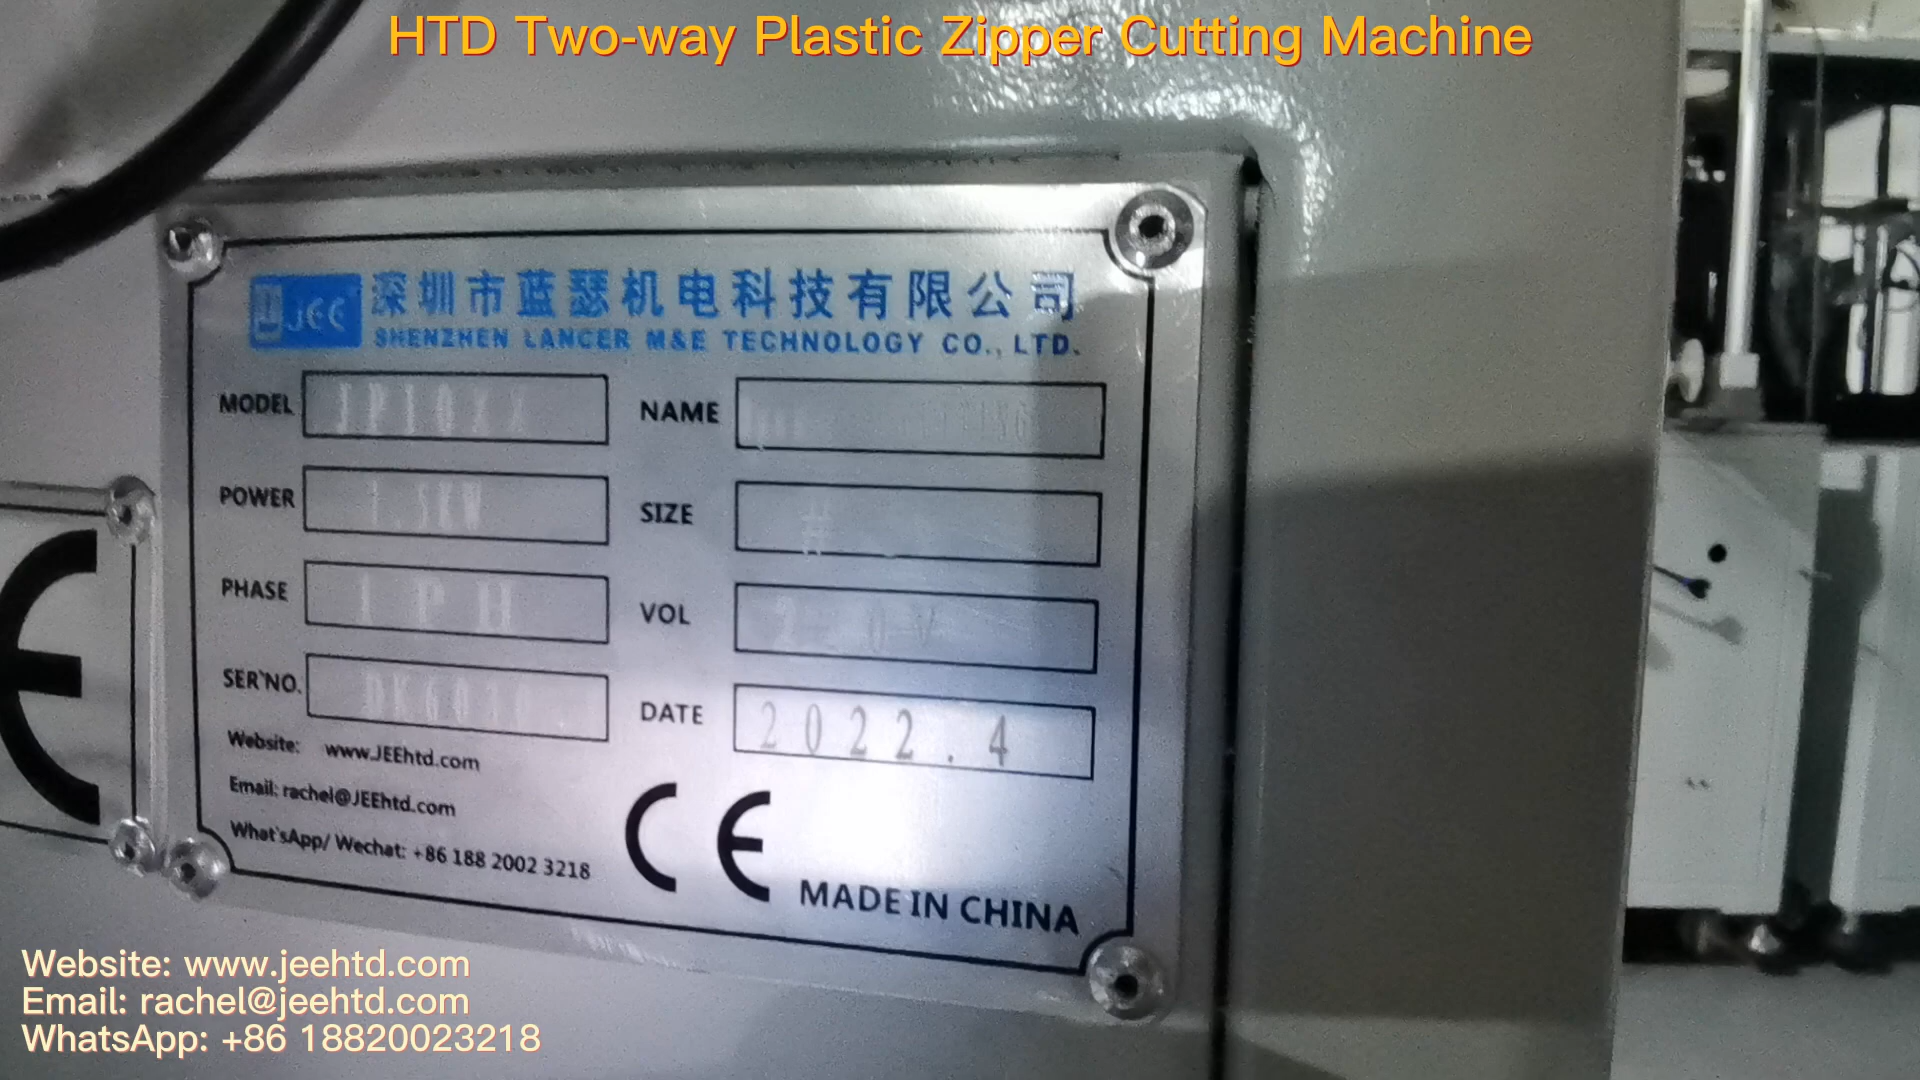 HTD Two-way Plastic Zipper Cutting Machine
JEE 深圳市蓝瑟机电科技有限公司
SHENZHEN LANCER M&E TECHNOLOGY CO., LTD.
MODEL JP10XX NAME
POWER 1.5KW SIZE #
PHASE 1PH VOL
SER'NO. DATE 2022.4
Website: www.JEEhtd.com
Email: rachel@JEEhtd.com
What'sApp/ Wechat: +86 188 2002 3218
CE MADE IN CHINA
Website: www.jeehtd.com
Email: rachel@jeehtd.com
WhatsApp: +86 18820023218